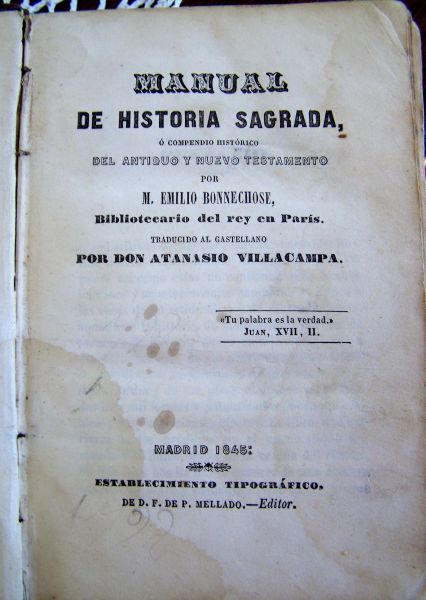 MANUAL
DE HISTORIA SAGRADA,
Ó COMPENDIO HISTÓRICO
DEL ANTIGUO Y NUEVO TESTAMENTO
POR
M. EMILIO BONNECHOSE,
Bibliotecario del rey en París.
TRADUCIDO AL CASTELLANO
POR DON ATANASIO VILLACAMPA.
«Tu palabra es la verdad.»
JUAN, XVII, II.
MADRID 1845:
ESTABLECIMIENTO TIPOGRÁFICO,
DE D. F. DE P. MELLADO.—Editor.